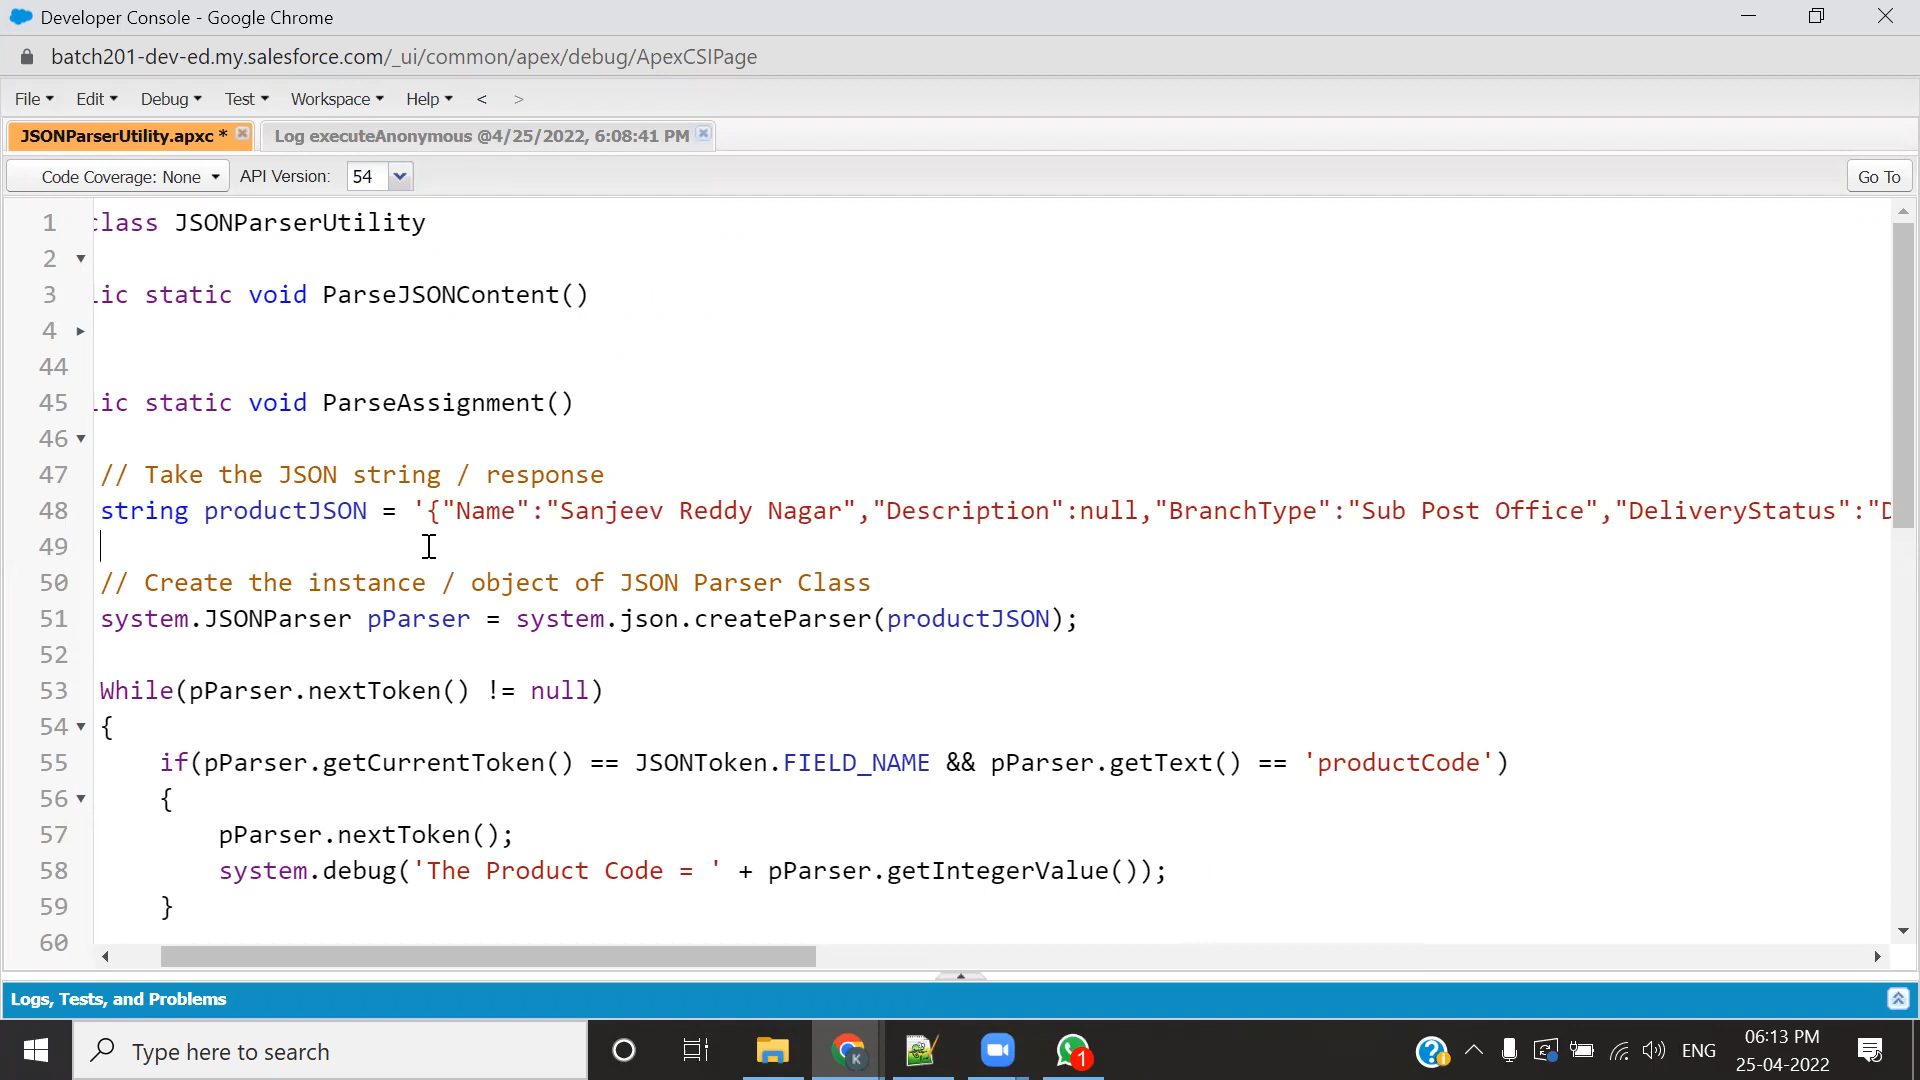 Developer Console - Google Chrome
batch201-dev-ed.my.salesforce.com/_ui/common/apex/debug/ApexCSIPage
File Edit Debug Test Workspace Help < >
JSONParserUtility.apxc * Log executeAnonymous @4/25/2022, 6:08:41 PM
Code Coverage: None API Version: 54 Go To
1 class JSONParserUtility
2
3 lic static void ParseJSONContent()
4
44
45 lic static void ParseAssignment()
46
47 // Take the JSON string / response
48 string productJSON = '{"Name":"Sanjeev Reddy Nagar","Description":null,"BranchType":"Sub Post Office","DeliveryStatus":"D
49
50 // Create the instance / object of JSON Parser Class
51 system.JSONParser pParser = system.json.createParser(productJSON);
52
53 While(pParser.nextToken() != null)
54 {
55 if(pParser.getCurrentToken() == JSONToken.FIELD_NAME && pParser.getText() == 'productCode')
56 {
57 pParser.nextToken();
58 system.debug('The Product Code = ' + pParser.getIntegerValue());
59 }
60
Logs, Tests, and Problems
Type here to search
K
1
ENG
06:13 PM
25-04-2022